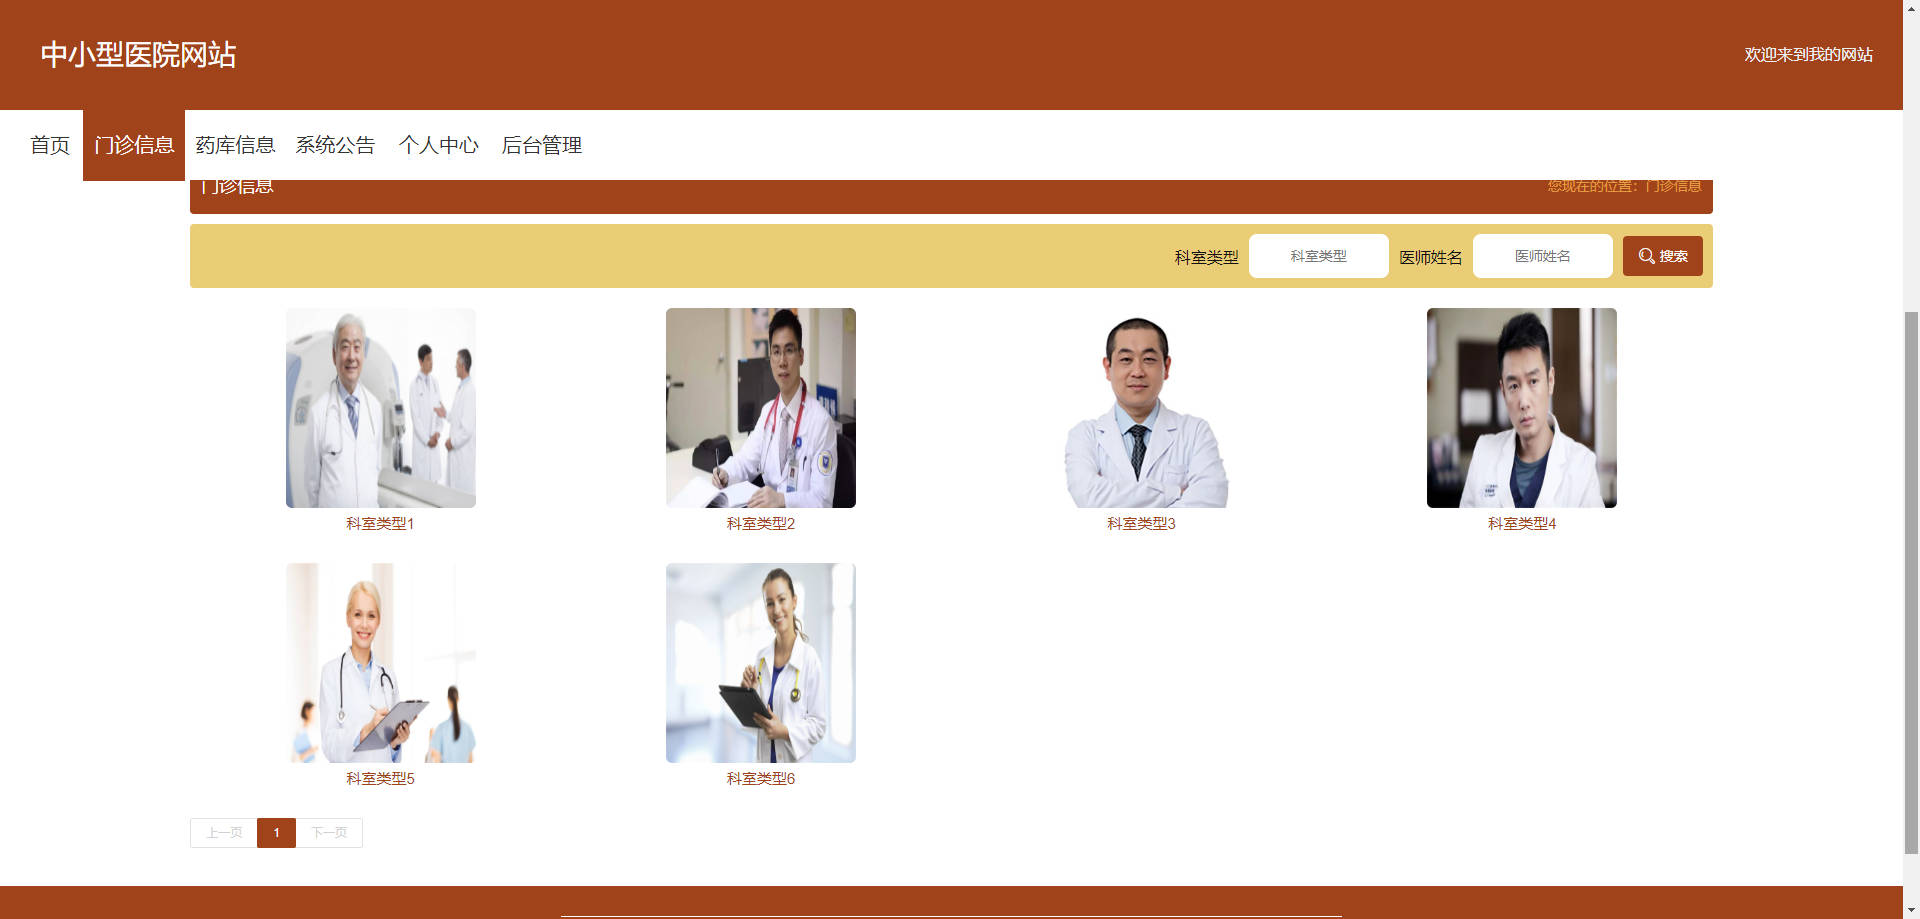 中小型医院网站
欢迎来到我的网站
首页 门诊信息 药库信息 系统公告 个人中心 后台管理
门诊信息
您现在的位置：门诊信息
科室类型 科室类型 医师姓名 医师姓名 搜索
科室类型1 科室类型2 科室类型3 科室类型4
科室类型5 科室类型6
上一页 1 下一页